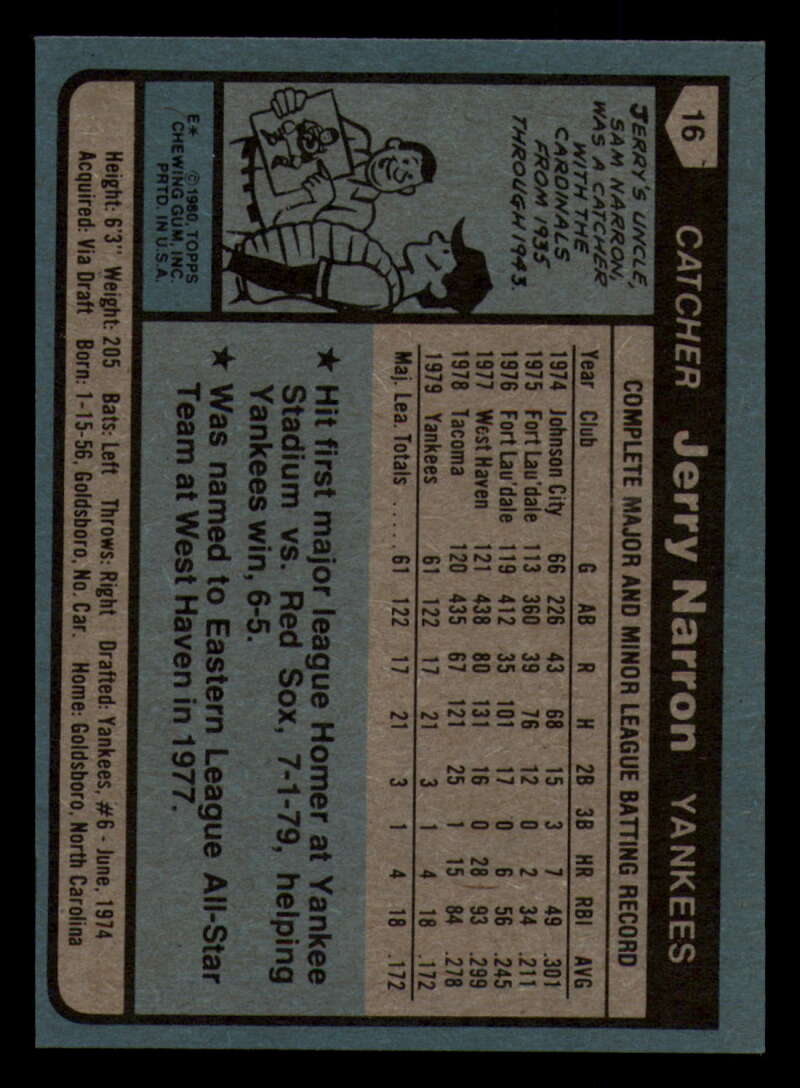 16
CATCHER Jerry Narron YANKEES
JERRY'S UNCLE,
SAM NARRON,
WAS A CATCHER
WITH THE
CARDINALS
FROM 1935
THROUGH 1943.
COMPLETE MAJOR AND MINOR LEAGUE BATTING RECORD
Year Club G AB R H 2B 3B HR RBI AVG
1974 Johnson City 66 226 43 68 15 3 7 49 .301
1975 Fort Lau'dale 113 360 39 76 12 0 2 34 .211
1976 Fort Lau'dale 119 412 35 101 17 0 6 56 .245
1977 West Haven 121 438 80 131 16 0 28 93 .299
1978 Tacoma 120 435 67 121 25 1 15 84 .278
1979 Yankees 61 122 17 21 3 1 4 18 .172
Maj. Lea. Totals ..... 61 122 17 21 3 1 4 18 .172
★ Hit first major league Homer at Yankee
Stadium vs. Red Sox, 7-1-79, helping
Yankees win, 6-5.
★ Was named to Eastern League All-Star
Team at West Haven in 1977.
E* ©1980, TOPPS
CHEWING GUM, INC.
PRTD. IN U.S.A.
Height: 6'3" Weight: 205 Bats: Left Throws: Right Drafted: Yankees, #6 - June, 1974
Acquired: Via Draft Born: 1-15-56, Goldsboro, No. Car. Home: Goldsboro, North Carolina